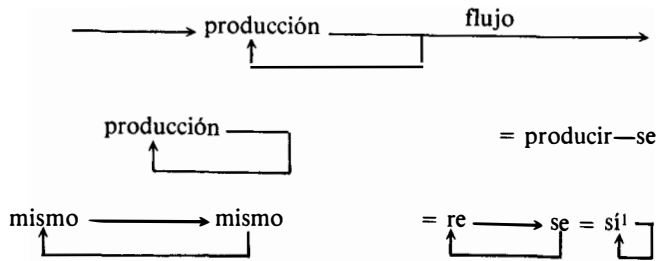 producción flujo
producción = producir—se
mismo mismo = re se = sí¹